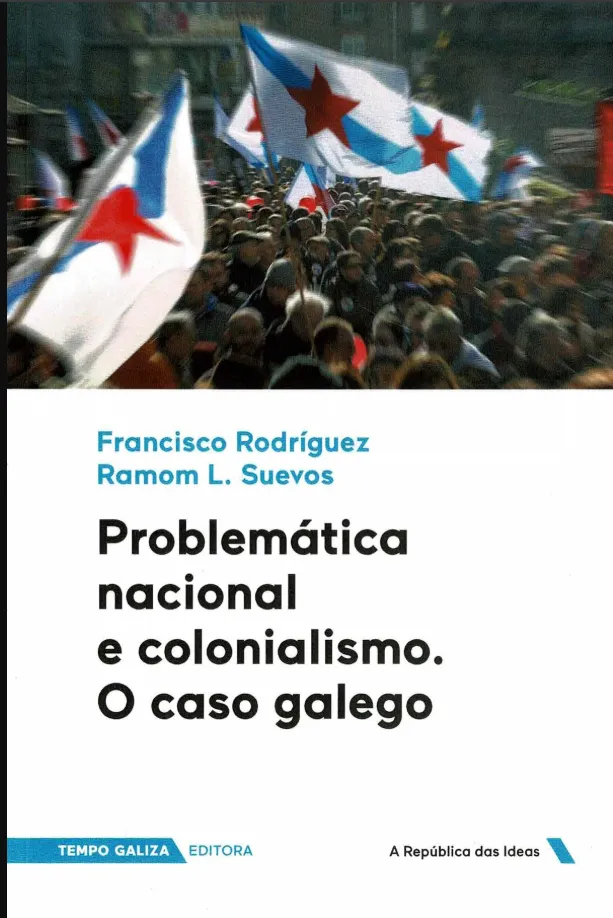 Francisco Rodríguez
Ramom L. Suevos
Problemática
nacional
e colonialismo.
O caso galego
TEMPO GALIZA EDITORA
A República das Ideas